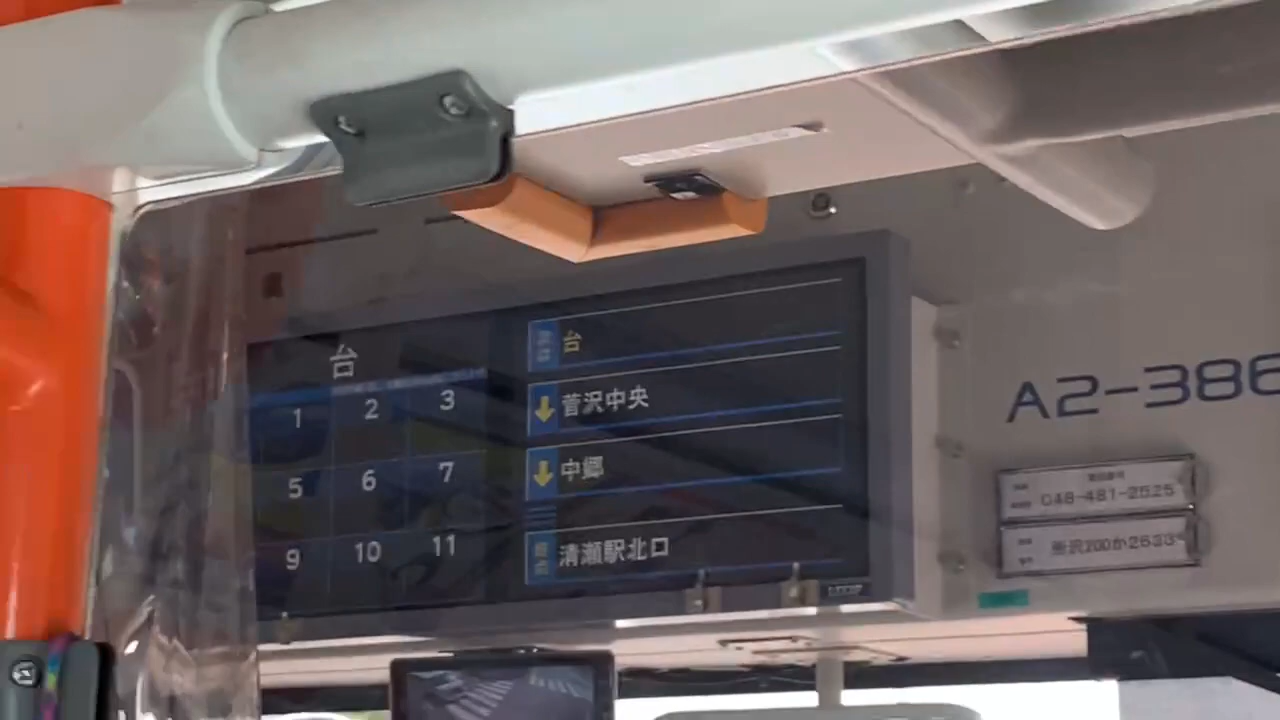 台
1 2 3
5 6 7
9 10 11
台
菅沢中央
中郷
清瀬駅北口
A2-386
048-481-2525
所沢200か2633